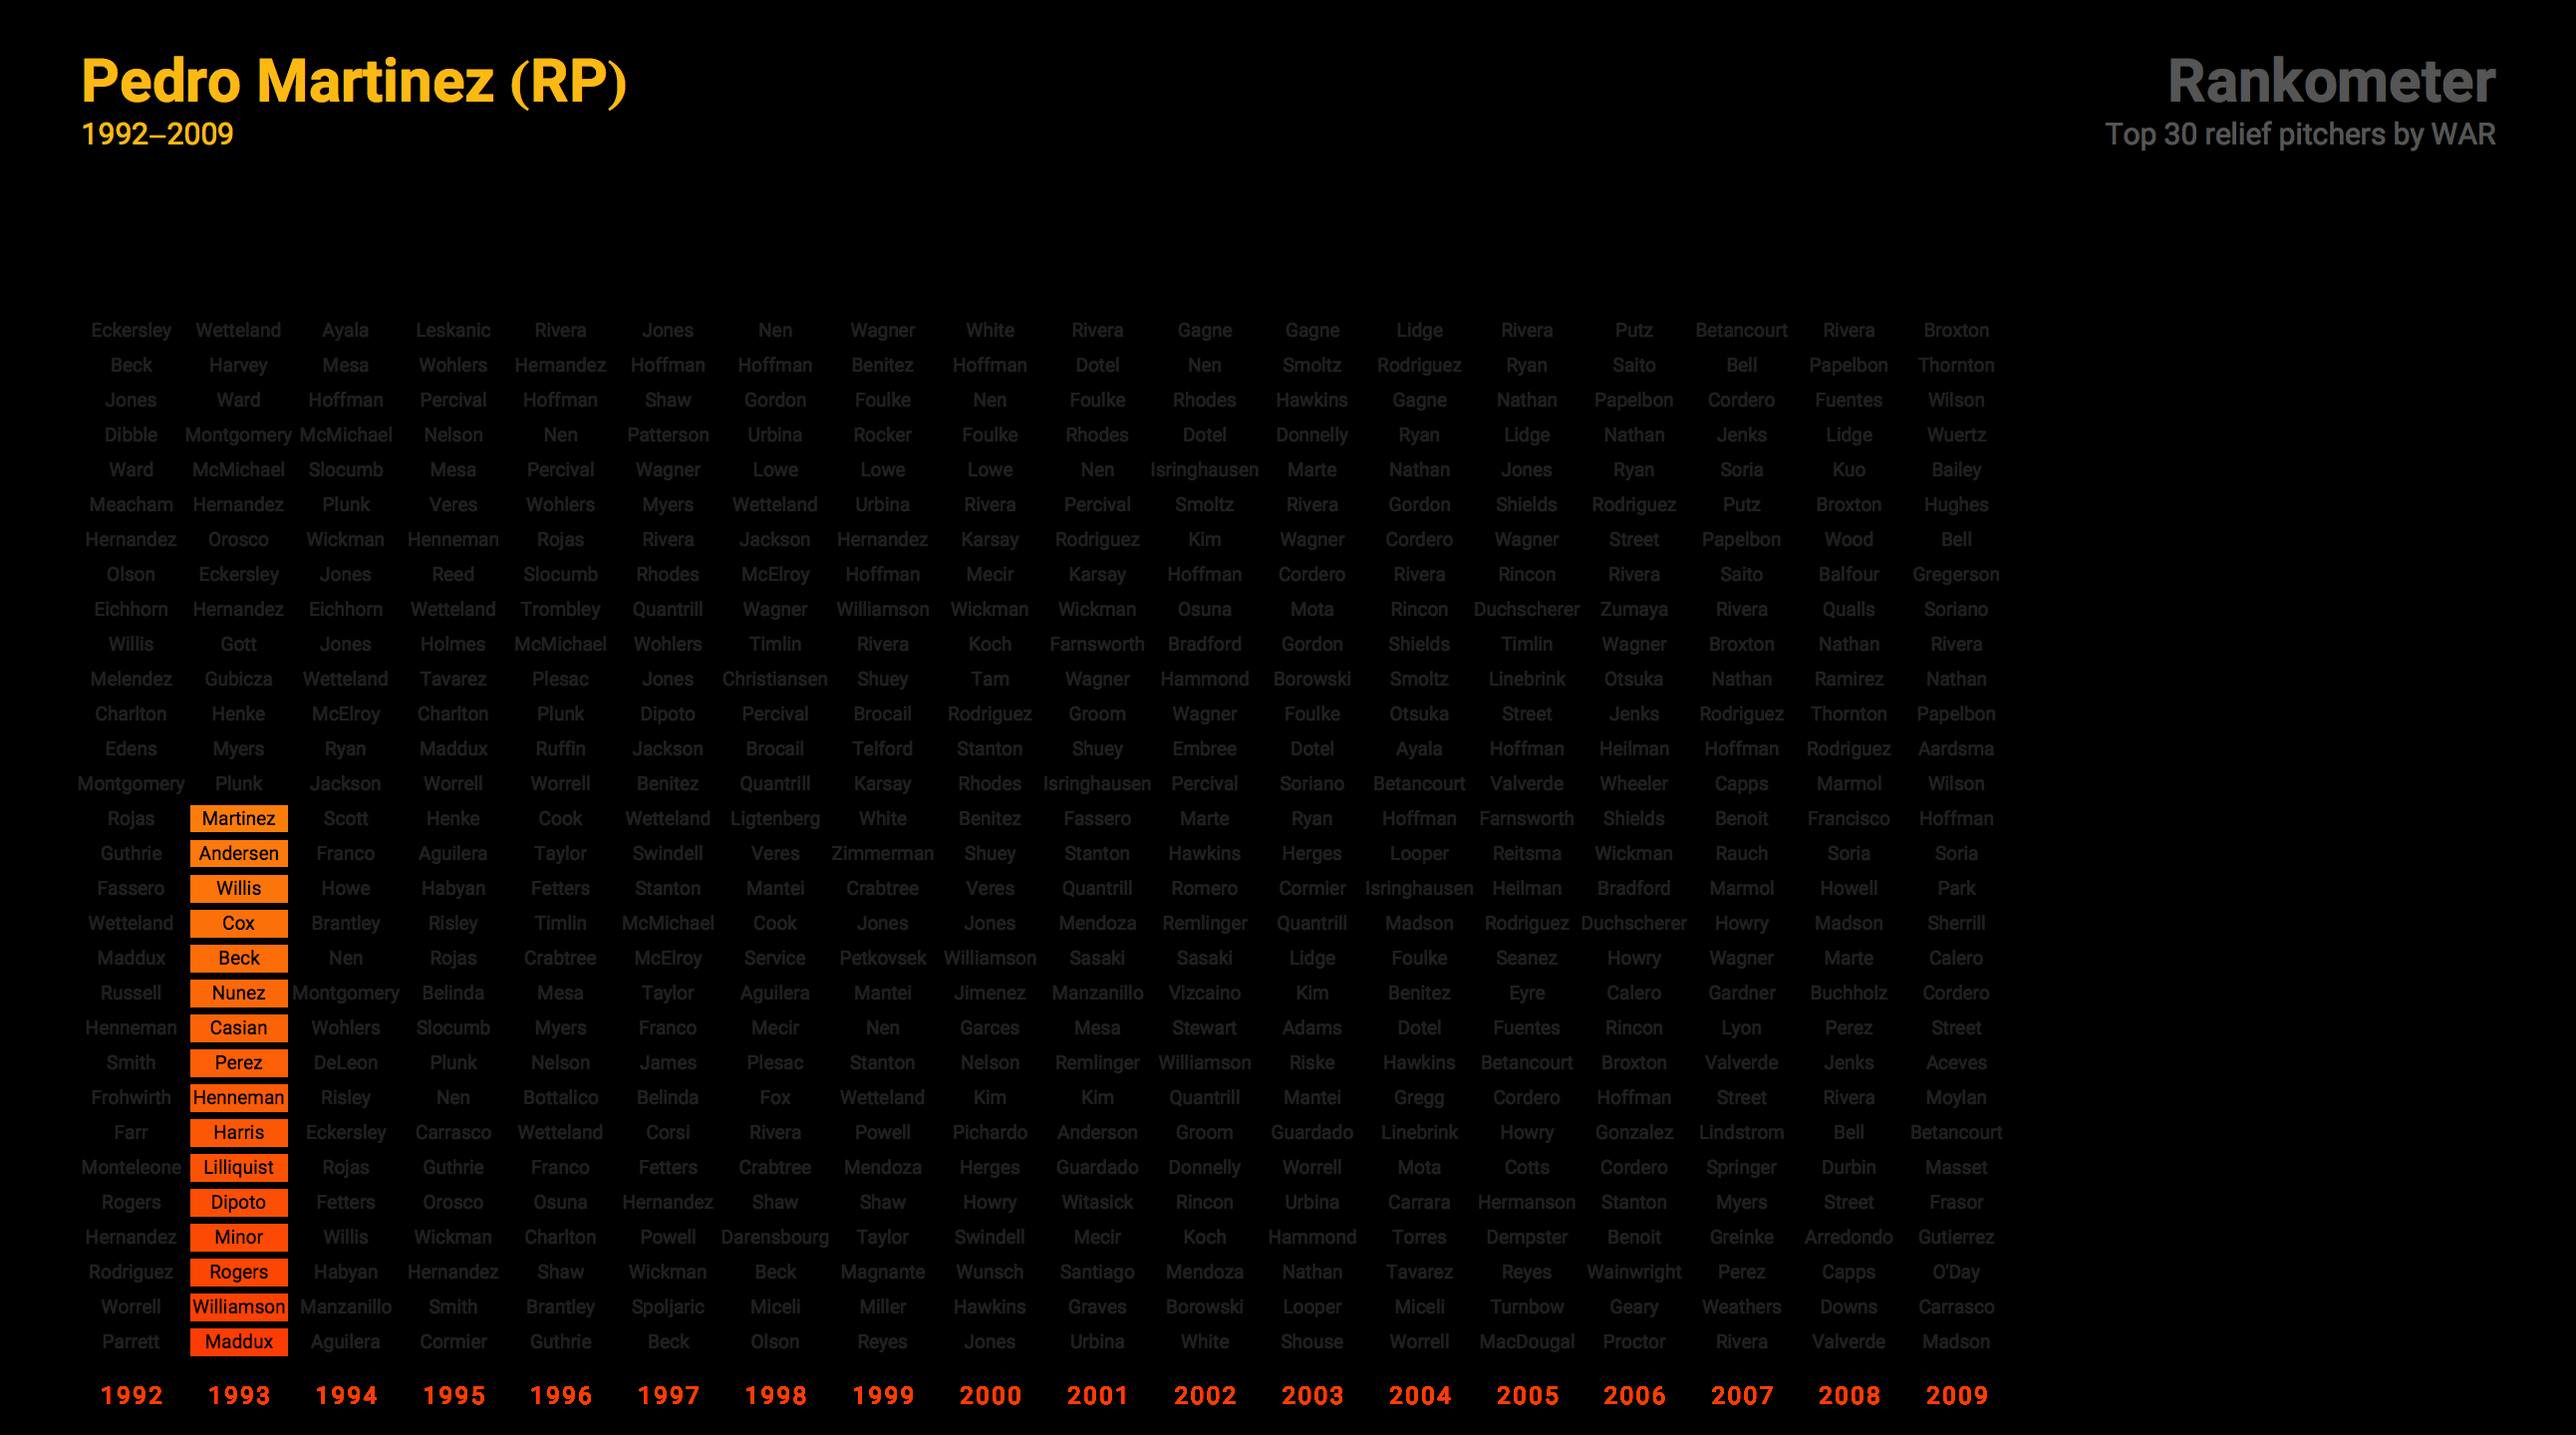 Pedro Martinez (RP)
1992–2009
Rankometer
Top 30 relief pitchers by WAR
Eckersley Wetteland Ayala Leskanic Rivera Jones Nen Wagner White Rivera Gagne Gagne Lidge Rivera Putz Betancourt Rivera Broxton
Beck Harvey Mesa Wohlers Hernandez Hoffman Hoffman Benitez Hoffman Dotel Nen Smoltz Rodriguez Ryan Saito Bell Papelbon Thornton
Jones Ward Hoffman Percival Hoffman Shaw Gordon Foulke Nen Foulke Rhodes Hawkins Gagne Nathan Papelbon Cordero Fuentes Wilson
Dibble Montgomery McMichael Nelson Nen Patterson Urbina Rocker Foulke Rhodes Dotel Donnelly Ryan Lidge Nathan Jenks Lidge Wuertz
Ward McMichael Slocumb Mesa Percival Wagner Lowe Lowe Lowe Nen Isringhausen Marte Nathan Jones Ryan Soria Kuo Bailey
Meacham Hernandez Plunk Veres Wohlers Myers Wetteland Urbina Rivera Percival Smoltz Rivera Gordon Shields Rodriguez Putz Broxton Hughes
Hernandez Orosco Wickman Henneman Rojas Rivera Jackson Hernandez Karsay Rodriguez Kim Wagner Cordero Wagner Street Papelbon Wood Bell
Olson Eckersley Jones Reed Slocumb Rhodes McElroy Hoffman Mecir Karsay Hoffman Cordero Rivera Rincon Rivera Saito Balfour Gregerson
Eichhorn Hernandez Eichhorn Wetteland Trombley Quantrill Wagner Williamson Wickman Wickman Osuna Mota Rincon Duchscherer Zumaya Rivera Qualls Soriano
Willis Gott Jones Holmes McMichael Wohlers Timlin Rivera Koch Farnsworth Bradford Gordon Shields Timlin Wagner Broxton Nathan Rivera
Melendez Gubicza Wetteland Tavarez Plesac Jones Christiansen Shuey Tam Wagner Hammond Borowski Smoltz Linebrink Otsuka Nathan Ramirez Nathan
Charlton Henke McElroy Charlton Plunk Dipoto Percival Brocail Rodriguez Groom Wagner Foulke Otsuka Street Jenks Rodriguez Thornton Papelbon
Edens Myers Ryan Maddux Ruffin Jackson Brocail Telford Stanton Shuey Embree Dotel Ayala Hoffman Heilman Hoffman Rodriguez Aardsma
Montgomery Plunk Jackson Worrell Worrell Benitez Quantrill Karsay Rhodes Isringhausen Percival Soriano Betancourt Valverde Wheeler Capps Marmol Wilson
Rojas Martinez Scott Henke Cook Wetteland Ligtenberg White Benitez Fassero Marte Ryan Hoffman Farnsworth Shields Benoit Francisco Hoffman
Guthrie Andersen Franco Aguilera Taylor Swindell Veres Zimmerman Shuey Stanton Hawkins Herges Looper Reitsma Wickman Rauch Soria Soria
Fassero Willis Howe Habyan Fetters Stanton Mantei Crabtree Veres Quantrill Romero Cormier Isringhausen Heilman Bradford Marmol Howell Park
Wetteland Cox Brantley Risley Timlin McMichael Cook Jones Jones Mendoza Remlinger Quantrill Madson Rodriguez Duchscherer Howry Madson Sherrill
Maddux Beck Nen Rojas Crabtree McElroy Service Petkovsek Williamson Sasaki Sasaki Lidge Foulke Seanez Howry Wagner Marte Calero
Russell Nunez Montgomery Belinda Mesa Taylor Aguilera Mantei Jimenez Manzanillo Vizcaino Kim Benitez Eyre Calero Gardner Buchholz Cordero
Henneman Casian Wohlers Slocumb Myers Franco Mecir Nen Garces Mesa Stewart Adams Dotel Fuentes Rincon Lyon Perez Street
Smith Perez DeLeon Plunk Nelson James Plesac Stanton Nelson Remlinger Williamson Riske Hawkins Betancourt Broxton Valverde Jenks Aceves
Frohwirth Henneman Risley Nen Bottalico Belinda Fox Wetteland Kim Kim Quantrill Mantei Gregg Cordero Hoffman Street Rivera Moylan
Farr Harris Eckersley Carrasco Wetteland Corsi Rivera Powell Pichardo Anderson Groom Guardado Linebrink Howry Gonzalez Lindstrom Bell Betancourt
Monteleone Lilliquist Rojas Guthrie Franco Fetters Crabtree Mendoza Herges Guardado Donnelly Worrell Mota Cotts Cordero Springer Durbin Masset
Rogers Dipoto Fetters Orosco Osuna Hernandez Shaw Shaw Howry Witasick Rincon Urbina Carrara Hermanson Stanton Myers Street Frasor
Hernandez Minor Willis Wickman Charlton Powell Darensbourg Taylor Swindell Mecir Koch Hammond Torres Dempster Benoit Greinke Arredondo Gutierrez
Rodriguez Rogers Habyan Hernandez Shaw Wickman Beck Magnante Wunsch Santiago Mendoza Nathan Tavarez Reyes Wainwright Perez Capps O'Day
Worrell Williamson Manzanillo Smith Brantley Spoljaric Miceli Miller Hawkins Graves Borowski Looper Miceli Turnbow Geary Weathers Downs Carrasco
Parrett Maddux Aguilera Cormier Guthrie Beck Olson Reyes Jones Urbina White Shouse Worrell MacDougal Proctor Rivera Valverde Madson
1992 1993 1994 1995 1996 1997 1998 1999 2000 2001 2002 2003 2004 2005 2006 2007 2008 2009